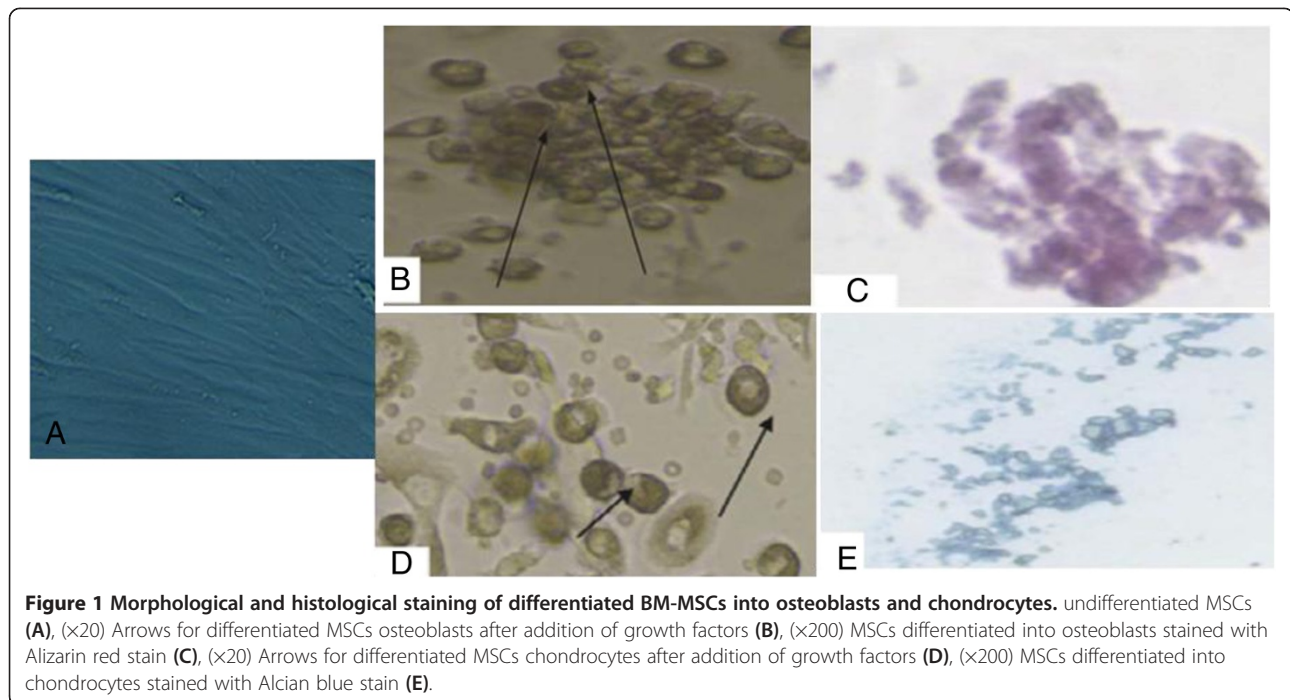 A
B
C
D
E
Figure 1 Morphological and histological staining of differentiated BM-MSCs into osteoblasts and chondrocytes. undifferentiated MSCs
(A), (×20) Arrows for differentiated MSCs osteoblasts after addition of growth factors (B), (×200) MSCs differentiated into osteoblasts stained with
Alizarin red stain (C), (×20) Arrows for differentiated MSCs chondrocytes after addition of growth factors (D), (×200) MSCs differentiated into
chondrocytes stained with Alcian blue stain (E).